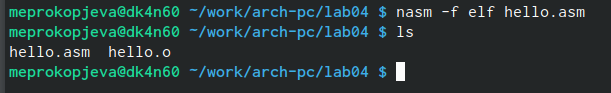 meprokopjeva@dk4n60 ~/work/arch-pc/lab04 $ nasm -f elf hello.asm
meprokopjeva@dk4n60 ~/work/arch-pc/lab04 $ ls
hello.asm  hello.o
meprokopjeva@dk4n60 ~/work/arch-pc/lab04 $